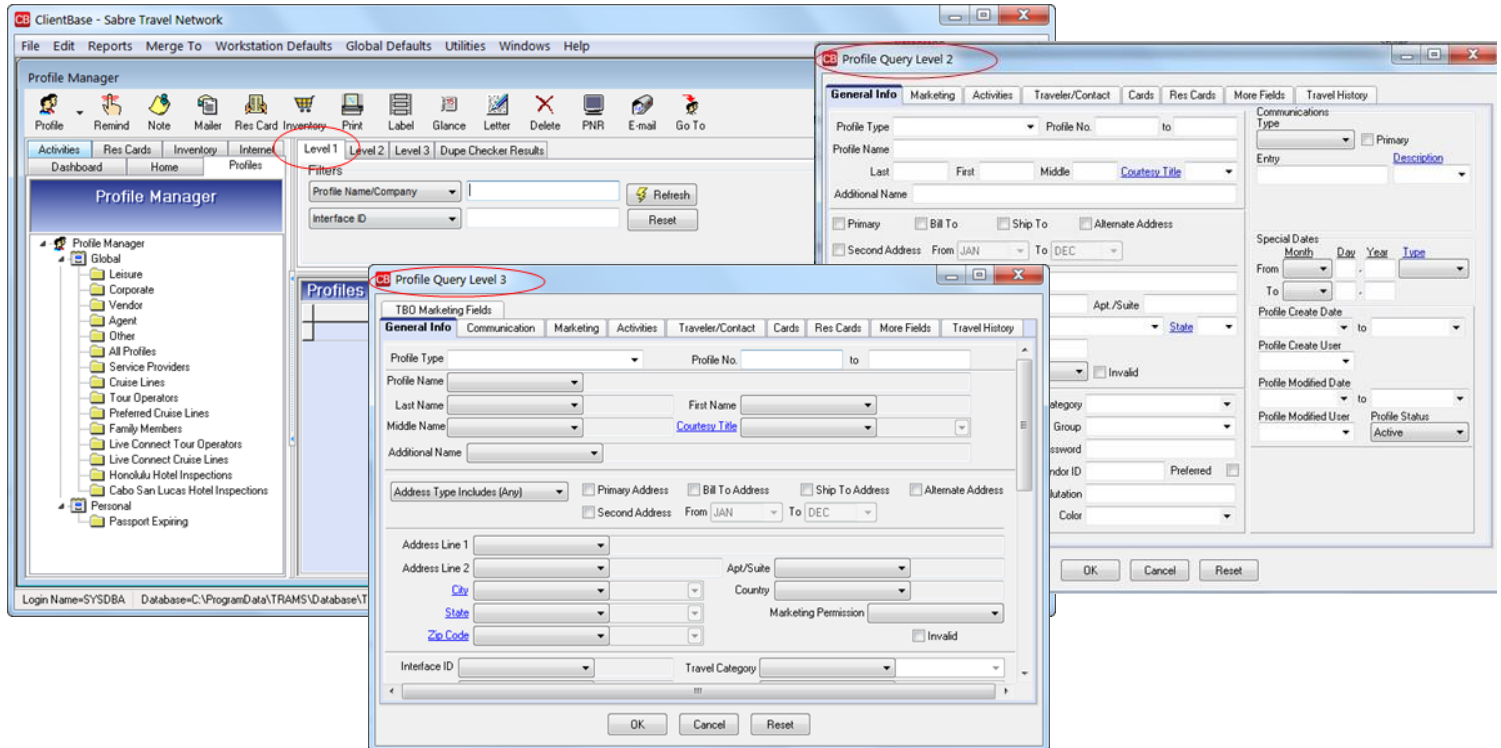 ClientBase - Sabre Travel Network
File Edit Reports Merge To Workstation Defaults Global Defaults Utilities Windows Help
Profile Manager
Profile Remind Note Mailer Res Card Inventory Print Label Glance Letter Delete PNR E-mail Go To
Activities Res Cards Inventory Internet
Dashboard Home Profiles
Level 1 Level 2 Level 3 Dupe Checker Results
Filters
Profile Name/Company Refresh
Interface ID Reset
Profile Manager
Profile Manager
Global
Leisure
Corporate
Vendor
Agent
Other
All Profiles
Service Providers
Cruise Lines
Tour Operators
Preferred Cruise Lines
Family Members
Live Connect Tour Operators
Live Connect Cruise Lines
Honolulu Hotel Inspections
Cabo San Lucas Hotel Inspections
Personal
Passport Expiring
Profiles
Login Name=SYSDBA Database=C:\ProgramData\TRAMS\Database\T
Profile Query Level 2
General Info Marketing Activities Traveler/Contact Cards Res Cards More Fields Travel History
Profile Type Profile No. to
Profile Name
Last First Middle Courtesy Title
Additional Name
Primary Bill To Ship To Alternate Address
Second Address From JAN To DEC
Apt./Suite
State
Invalid
ategory
Group
ssword
ndor ID Preferred
lutation
Color
Communications
Type
Primary
Entry Description
Special Dates
Month Day Year Type
From . 
To .
Profile Create Date
to
Profile Create User
Profile Modified Date
to
Profile Modified User Profile Status
Active
OK Cancel Reset
Profile Query Level 3
TBO Marketing Fields
General Info Communication Marketing Activities Traveler/Contact Cards Res Cards More Fields Travel History
Profile Type Profile No. to
Profile Name
Last Name First Name
Middle Name Courtesy Title
Additional Name
Address Type Includes (Any) Primary Address Bill To Address Ship To Address Alternate Address
Second Address From JAN To DEC
Address Line 1
Address Line 2 Apt/Suite
City Country
State Marketing Permission
Zip Code Invalid
Interface ID Travel Category
OK Cancel Reset